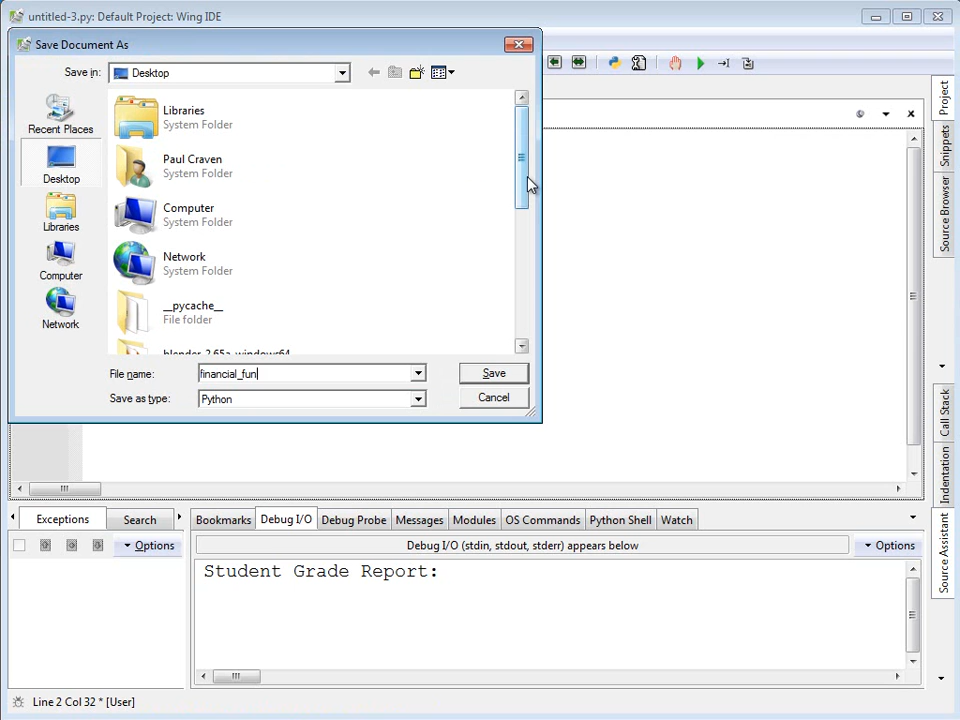 untitled-3.py: Default Project: Wing IDE
Save Document As
Save in:
Desktop
Recent Places
Desktop
Libraries
Computer
Network
Libraries
System Folder
Paul Craven
System Folder
Computer
System Folder
Network
System Folder
__pycache__
File folder
blender-2.65a_windows64
File name:
financial_fun
Save
Save as type:
Python
Cancel
Project
Snippets
Source Browser
Call Stack
Indentation
Source Assistant
Exceptions
Search
Bookmarks
Debug I/O
Debug Probe
Messages
Modules
OS Commands
Python Shell
Watch
Options
Debug I/O (stdin, stdout, stderr) appears below
Options
Student Grade Report:
Line 2 Col 32 * [User]